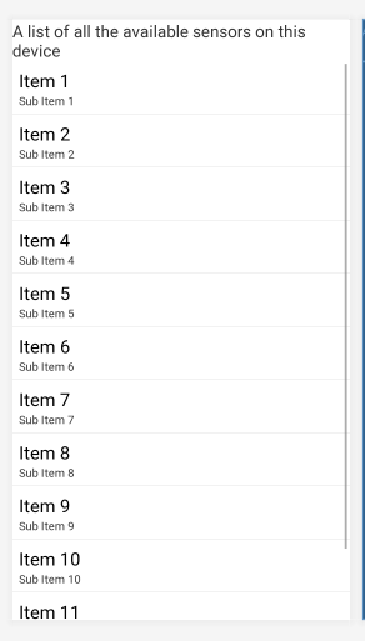 A list of all the available sensors on this
device
Item 1
Sub Item 1
Item 2
Sub Item 2
Item 3
Sub Item 3
Item 4
Sub Item 4
Item 5
Sub Item 5
Item 6
Sub Item 6
Item 7
Sub Item 7
Item 8
Sub Item 8
Item 9
Sub Item 9
Item 10
Sub Item 10
Item 11